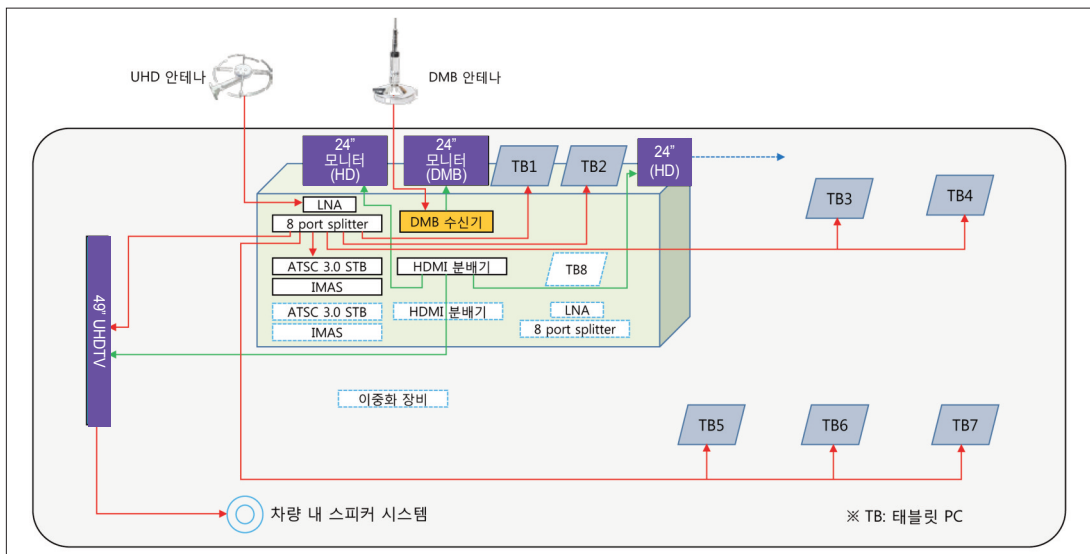 UHD 안테나
DMB 안테나
24”
모니터
(HD)
24”
모니터
(DMB)
TB1
TB2
24”
(HD)
TB3
TB4
LNA
8 port splitter
DMB 수신기
ATSC 3.0 STB
IMAS
HDMI 분배기
TB8
ATSC 3.0 STB
IMAS
HDMI 분배기
LNA
8 port splitter
49” UHDTV
이중화 장비
TB5
TB6
TB7
차량 내 스피커 시스템
※ TB: 태블릿 PC